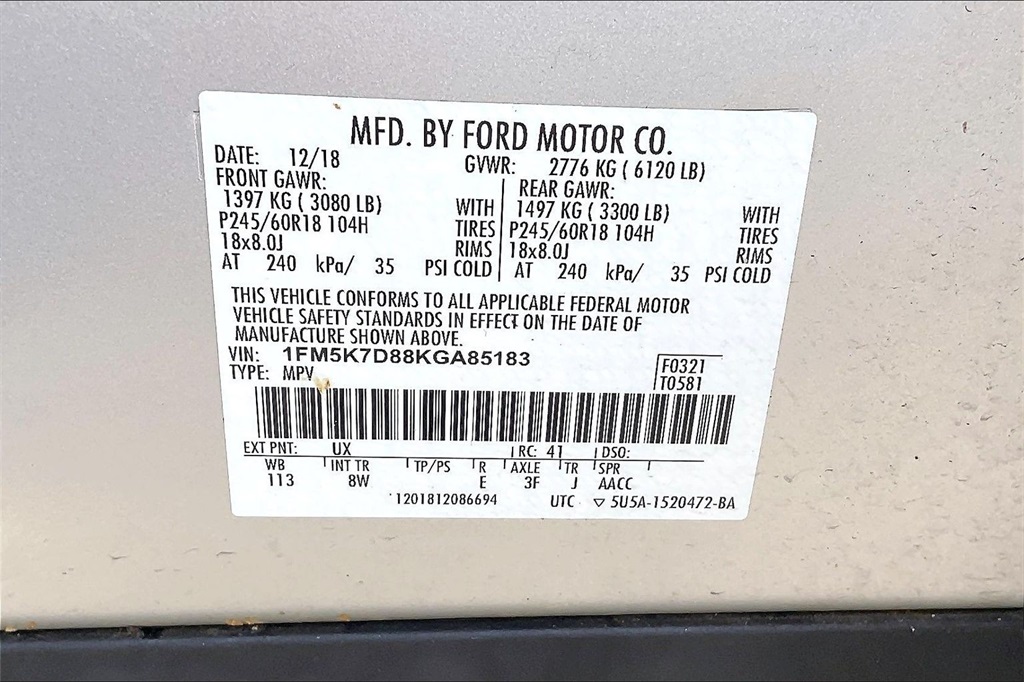 MFD. BY FORD MOTOR CO.
DATE: 12/18 GVWR: 2776 KG ( 6120 LB)
FRONT GAWR: REAR GAWR:
1397 KG ( 3080 LB) WITH 1497 KG ( 3300 LB) WITH
P245/60R18 104H TIRES P245/60R18 104H TIRES
18x8.0J RIMS 18x8.0J RIMS
AT 240 kPa/ 35 PSI COLD AT 240 kPa/ 35 PSI COLD
THIS VEHICLE CONFORMS TO ALL APPLICABLE FEDERAL MOTOR
VEHICLE SAFETY STANDARDS IN EFFECT ON THE DATE OF
MANUFACTURE SHOWN ABOVE.
VIN: 1FM5K7D88KGA85183 F0321
TYPE: MPV T0581
EXT PNT: UX RC: 41 DSO:
WB INT TR TP/PS R AXLE TR SPR
113 8W E 3F J AACC
1201812086694 UTC ▽ 5U5A-1520472-BA